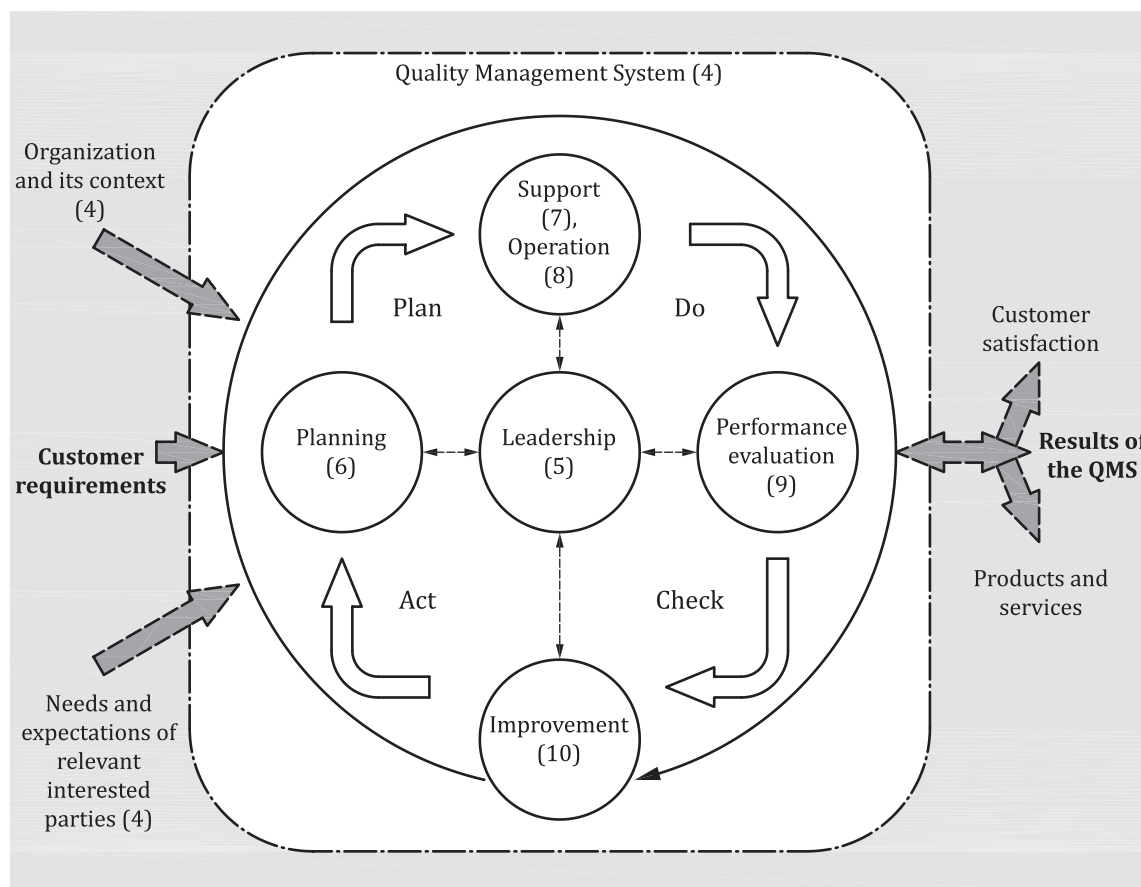 Quality Management System (4)
Organization
and its context
(4)
Support
(7),
Operation
(8)
Plan
Do
Customer
satisfaction
Customer
requirements
Planning
(6)
Leadership
(5)
Performance
evaluation
(9)
Results of
the QMS
Act
Check
Products and
services
Needs and
expectations of
relevant
interested
parties (4)
Improvement
(10)